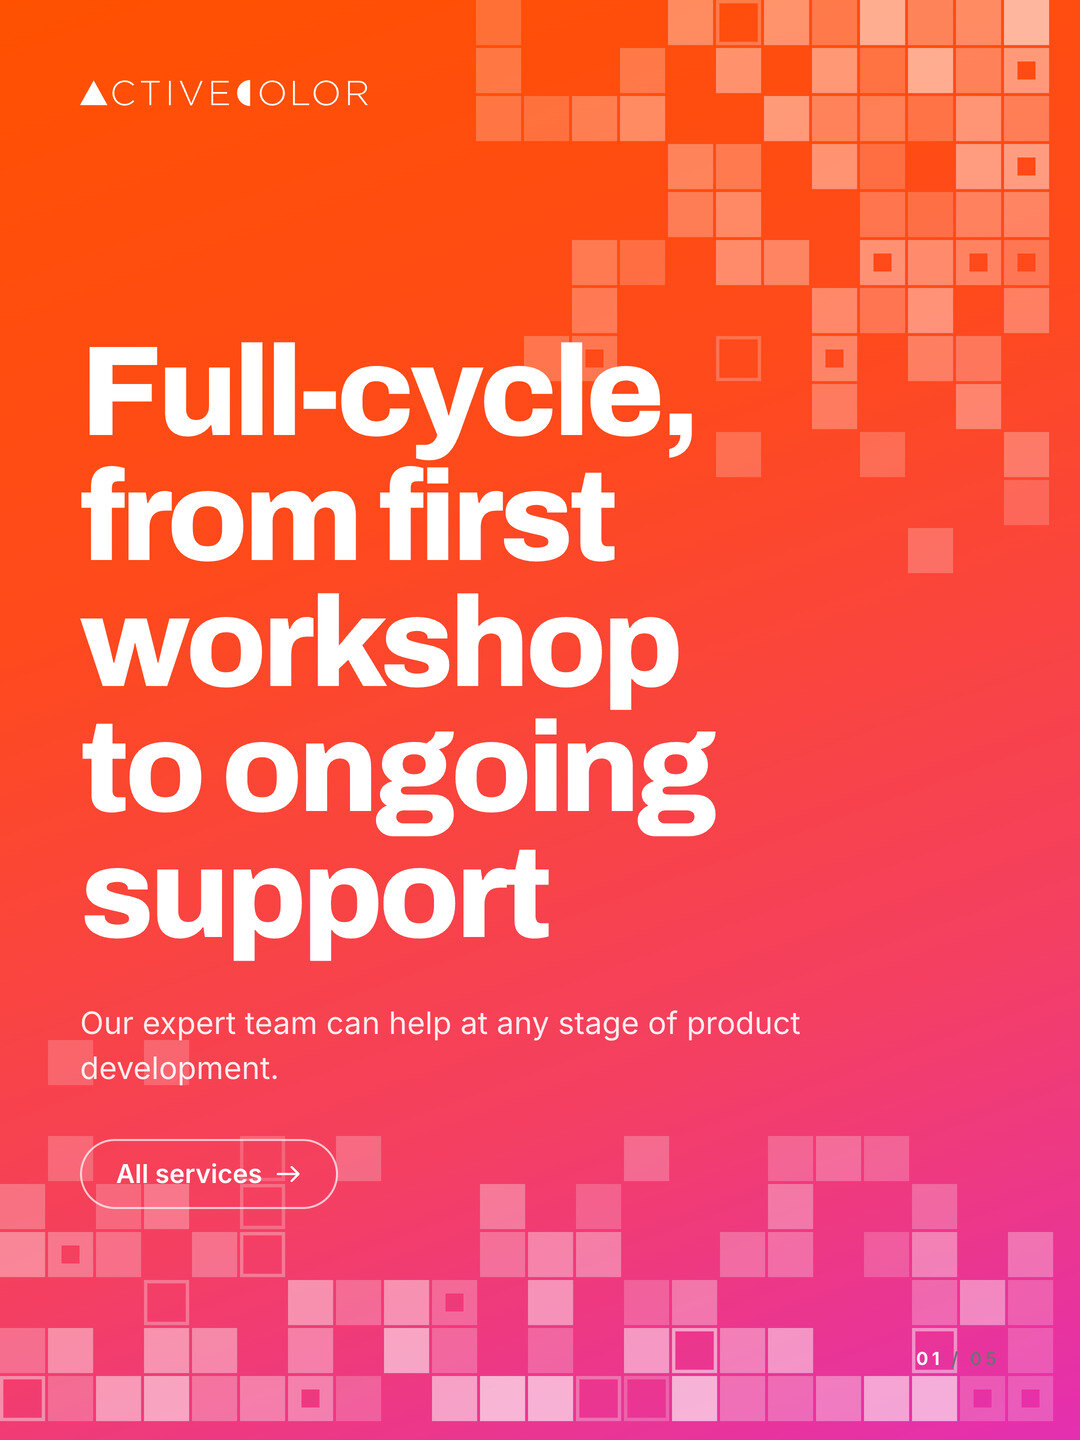 ACTIVECOLOR
Full-cycle,
from first
workshop
to ongoing
support
Our expert team can help at any stage of product
development.
All services →
01 / 05